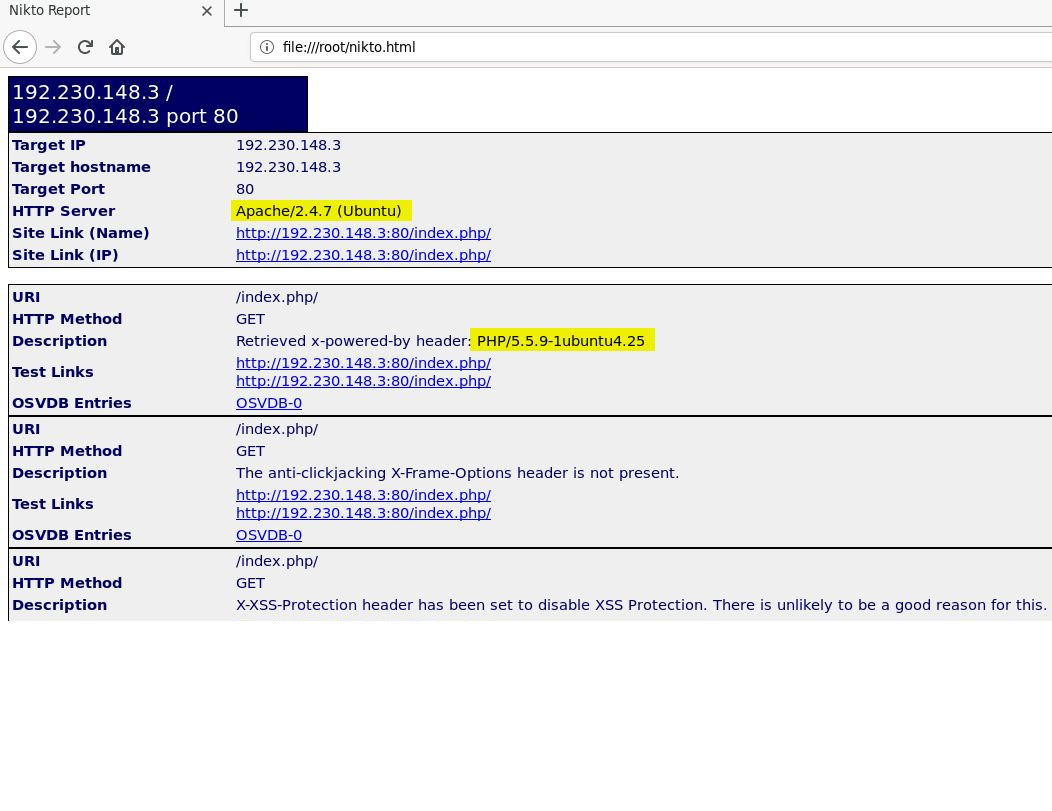 Nikto Report
file:///root/nikto.html
192.230.148.3 /
192.230.148.3 port 80
Target IP 192.230.148.3
Target hostname 192.230.148.3
Target Port 80
HTTP Server Apache/2.4.7 (Ubuntu)
Site Link (Name) http://192.230.148.3:80/index.php/
Site Link (IP) http://192.230.148.3:80/index.php/
URI /index.php/
HTTP Method GET
Description Retrieved x-powered-by header: PHP/5.5.9-1ubuntu4.25
Test Links http://192.230.148.3:80/index.php/
http://192.230.148.3:80/index.php/
OSVDB Entries OSVDB-0
URI /index.php/
HTTP Method GET
Description The anti-clickjacking X-Frame-Options header is not present.
Test Links http://192.230.148.3:80/index.php/
http://192.230.148.3:80/index.php/
OSVDB Entries OSVDB-0
URI /index.php/
HTTP Method GET
Description X-XSS-Protection header has been set to disable XSS Protection. There is unlikely to be a good reason for this.